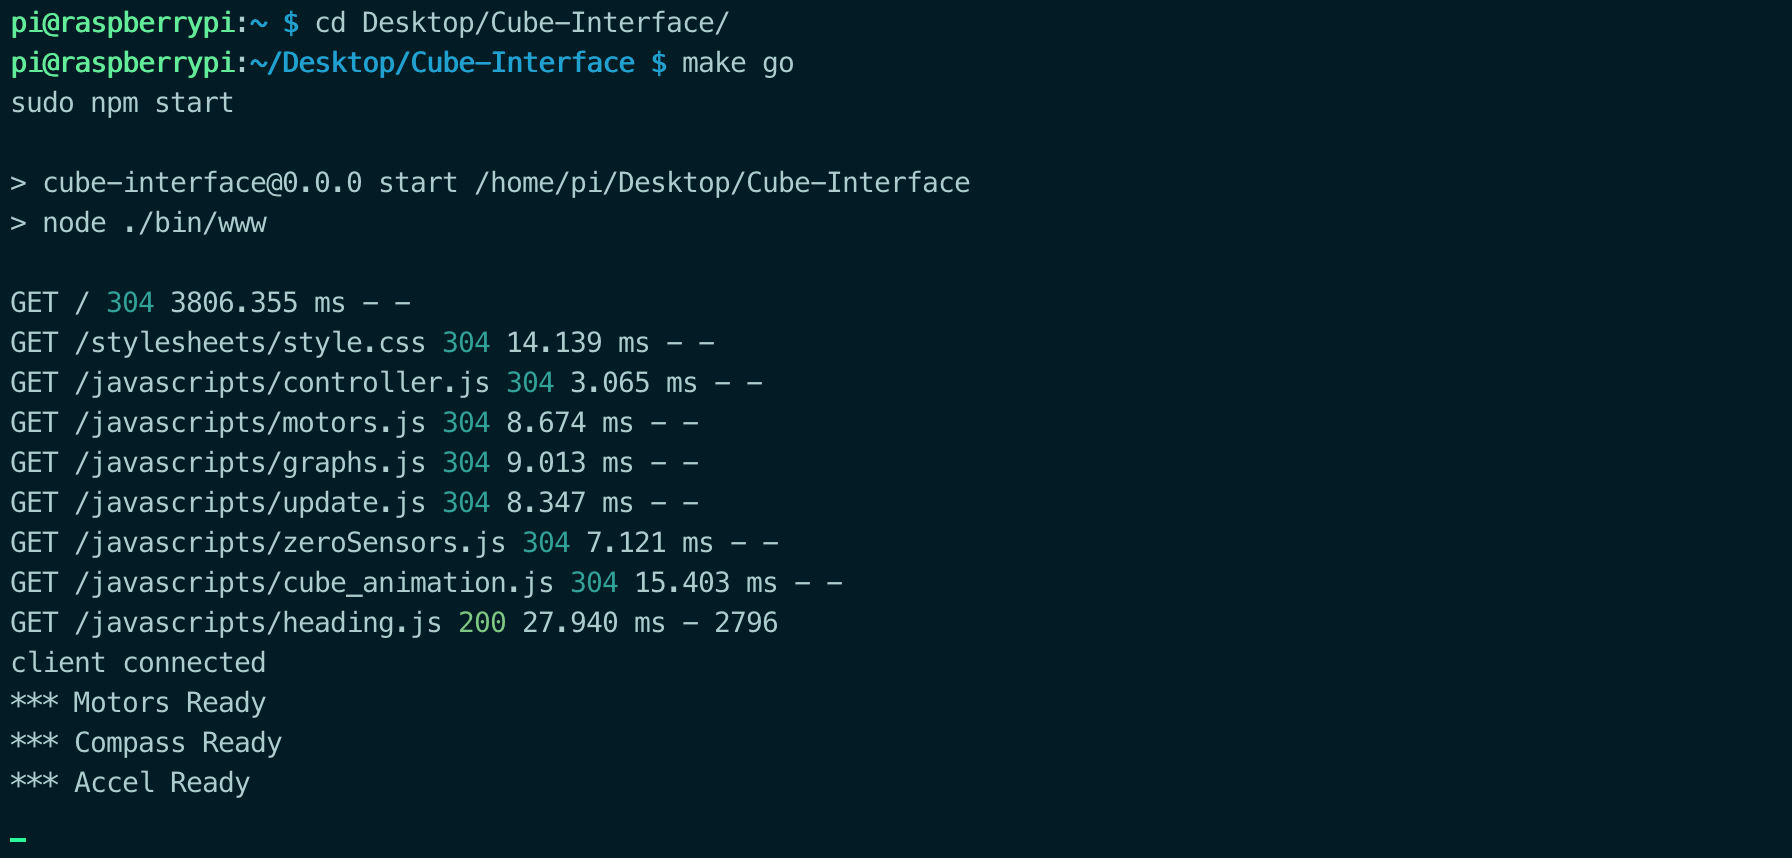 pi@raspberrypi:~ $ cd Desktop/Cube-Interface/
pi@raspberrypi:~/Desktop/Cube-Interface $ make go
sudo npm start
> cube-interface@0.0.0 start /home/pi/Desktop/Cube-Interface
> node ./bin/www
GET / 304 3806.355 ms - -
GET /stylesheets/style.css 304 14.139 ms - -
GET /javascripts/controller.js 304 3.065 ms - -
GET /javascripts/motors.js 304 8.674 ms - -
GET /javascripts/graphs.js 304 9.013 ms - -
GET /javascripts/update.js 304 8.347 ms - -
GET /javascripts/zeroSensors.js 304 7.121 ms - -
GET /javascripts/cube_animation.js 304 15.403 ms - -
GET /javascripts/heading.js 200 27.940 ms - 2796
client connected
*** Motors Ready
*** Compass Ready
*** Accel Ready